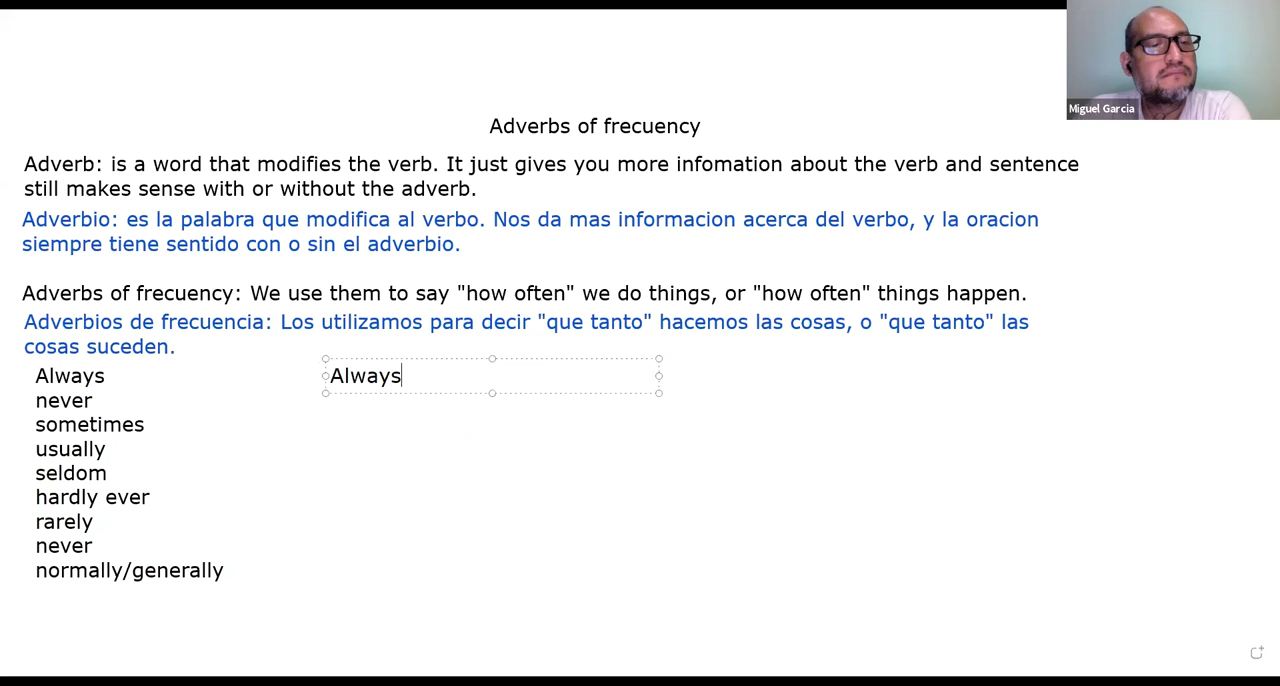 Miguel Garcia
Adverbs of frecuency
Adverb: is a word that modifies the verb. It just gives you more infomation about the verb and sentence
still makes sense with or without the adverb.
Adverbio: es la palabra que modifica al verbo. Nos da mas informacion acerca del verbo, y la oracion
siempre tiene sentido con o sin el adverbio.
Adverbs of frecuency: We use them to say "how often" we do things, or "how often" things happen.
Adverbios de frecuencia: Los utilizamos para decir "que tanto" hacemos las cosas, o "que tanto" las
cosas suceden.
Always
never
sometimes
usually
seldom
hardly ever
rarely
never
normally/generally
Always